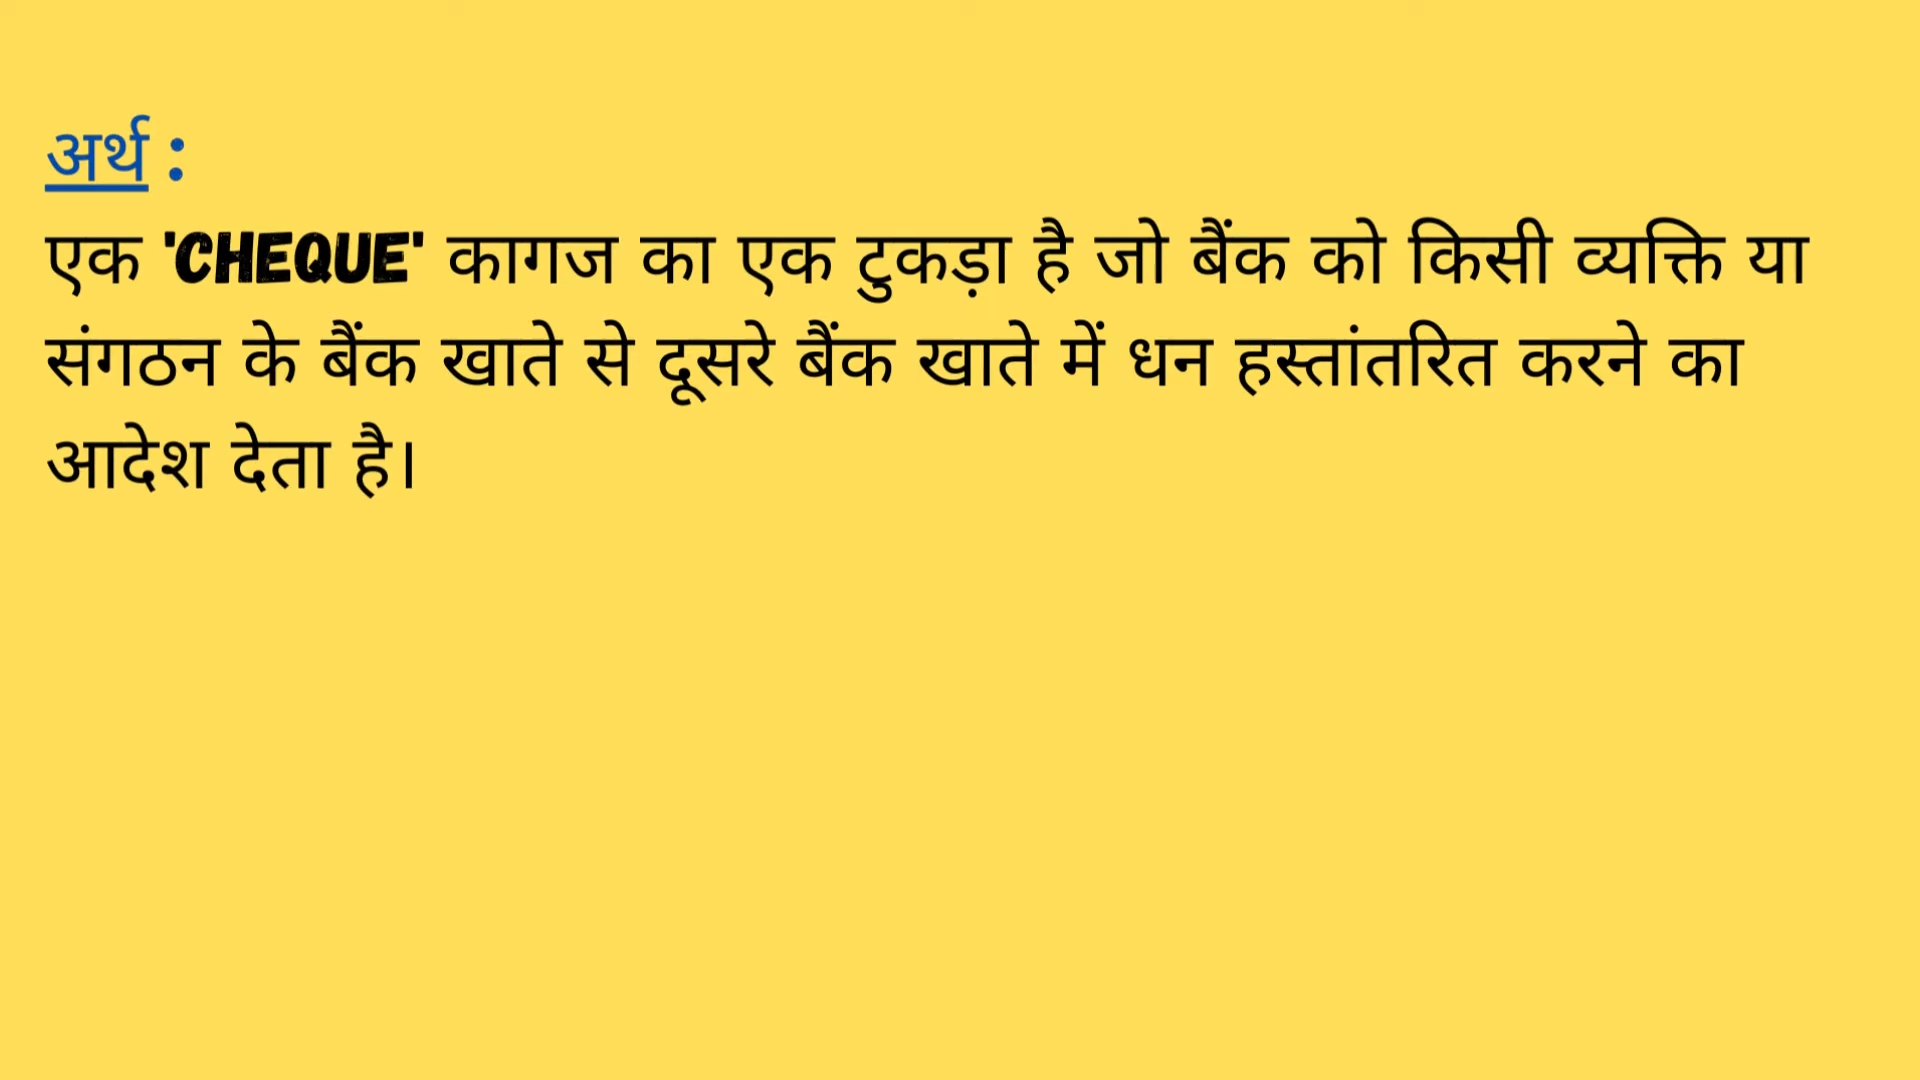 अर्थ :
एक 'CHEQUE' कागज का एक टुकड़ा है जो बैंक को किसी व्यक्ति या
संगठन के बैंक खाते से दूसरे बैंक खाते में धन हस्तांतरित करने का
आदेश देता है।